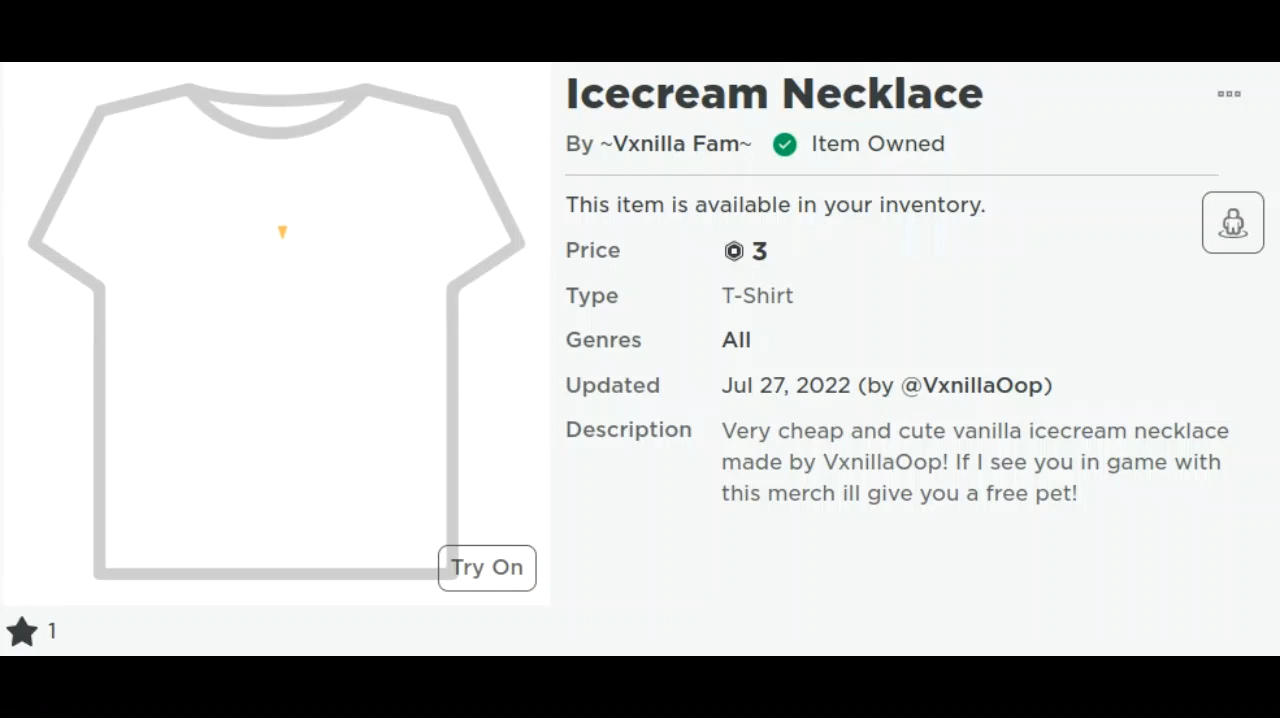 Icecream Necklace
By ~Vxnilla Fam~ Item Owned
This item is available in your inventory.
Price 3
Type T-Shirt
Genres All
Updated Jul 27, 2022 (by @VxnillaOop)
Description Very cheap and cute vanilla icecream necklace
made by VxnillaOop! If I see you in game with
this merch ill give you a free pet!
Try On
1